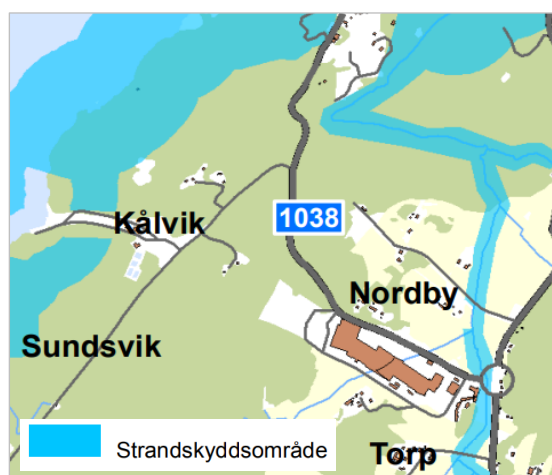 Kålvik
1038
Nordby
Sundsvik
Strandskyddsområde
Torp